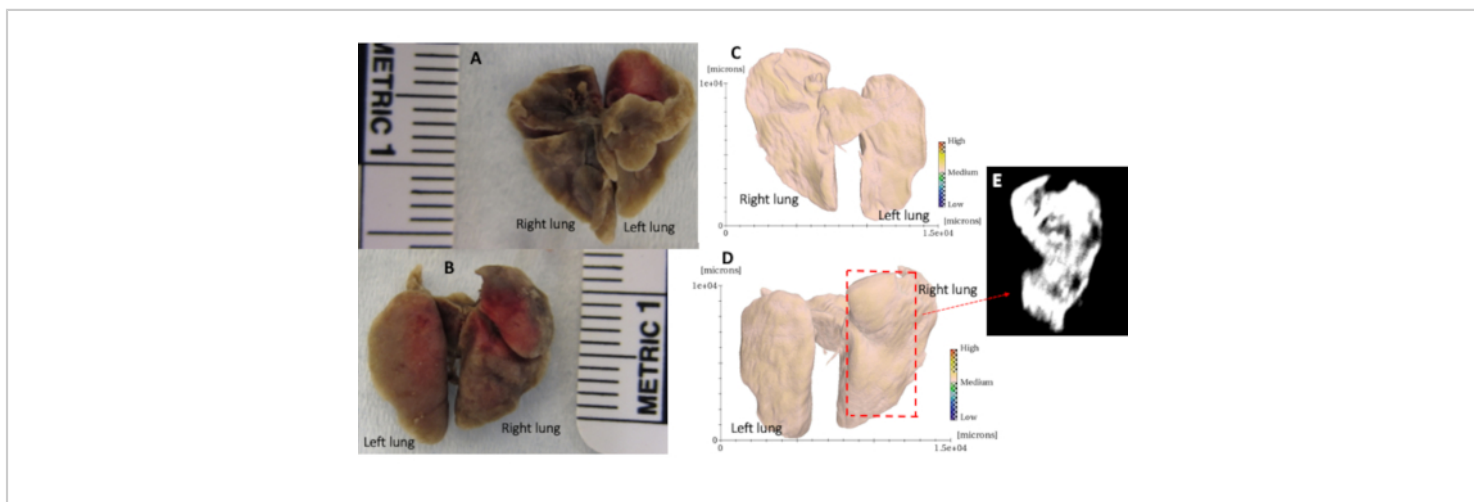 A
METRIC 1
Right lung
Left lung
B
METRIC 1
Left lung
Right lung
C
[microns]
1e+04
0
High
Medium
Low
Right lung
Left lung
[microns]
1.5e+04
D
[microns]
1e+04
0
Right lung
High
Medium
Low
Left lung
[microns]
1.5e+04
E